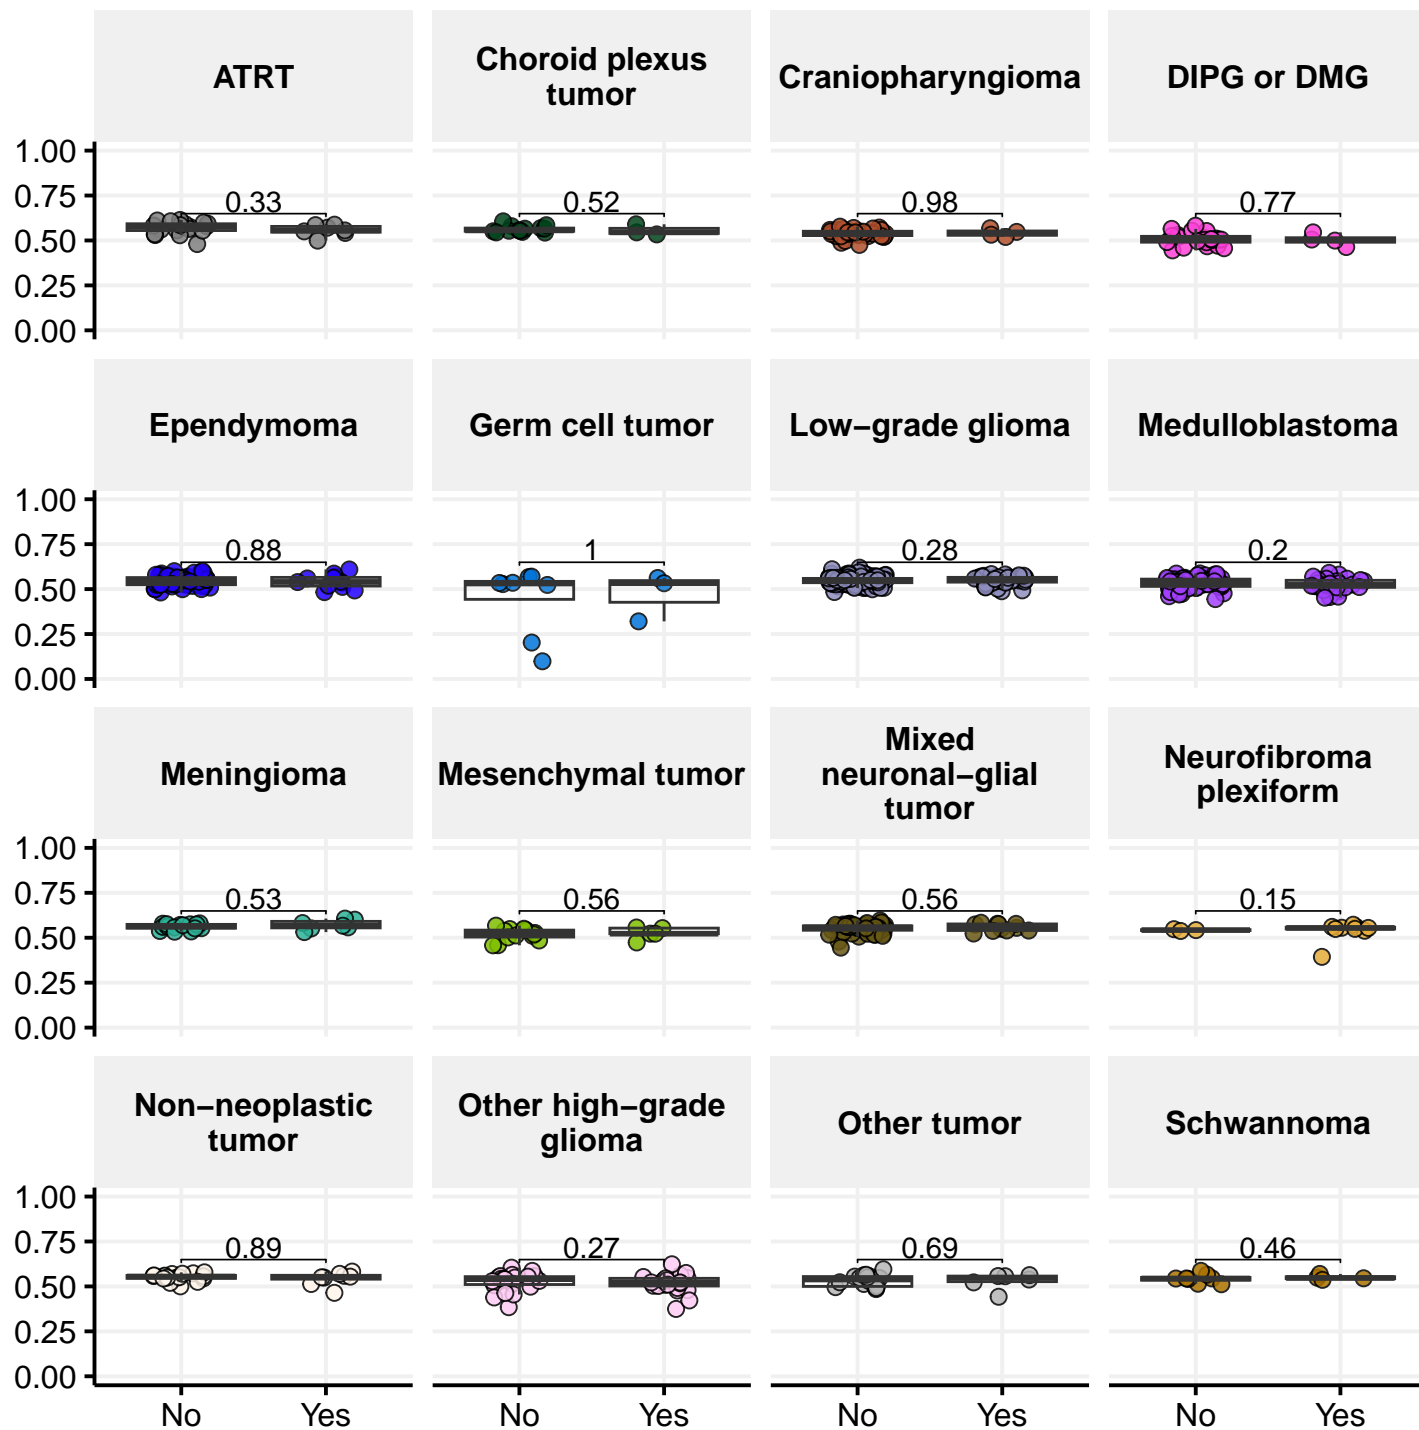 ATRT
Choroid plexus
tumor
Craniopharyngioma
DIPG or DMG
1.00
0.75
0.50
0.25
0.00
0.33
0.52
0.98
0.77
Ependymoma
Germ cell tumor
Low−grade glioma
Medulloblastoma
1.00
0.75
0.50
0.25
0.00
0.88
1
0.28
0.2
Meningioma
Mesenchymal tumor
Mixed
neuronal−glial
tumor
Neurofibroma
plexiform
1.00
0.75
0.50
0.25
0.00
0.53
0.56
0.56
0.15
Non−neoplastic
tumor
Other high−grade
glioma
Other tumor
Schwannoma
1.00
0.75
0.50
0.25
0.00
0.89
0.27
0.69
0.46
No Yes
No Yes
No Yes
No Yes